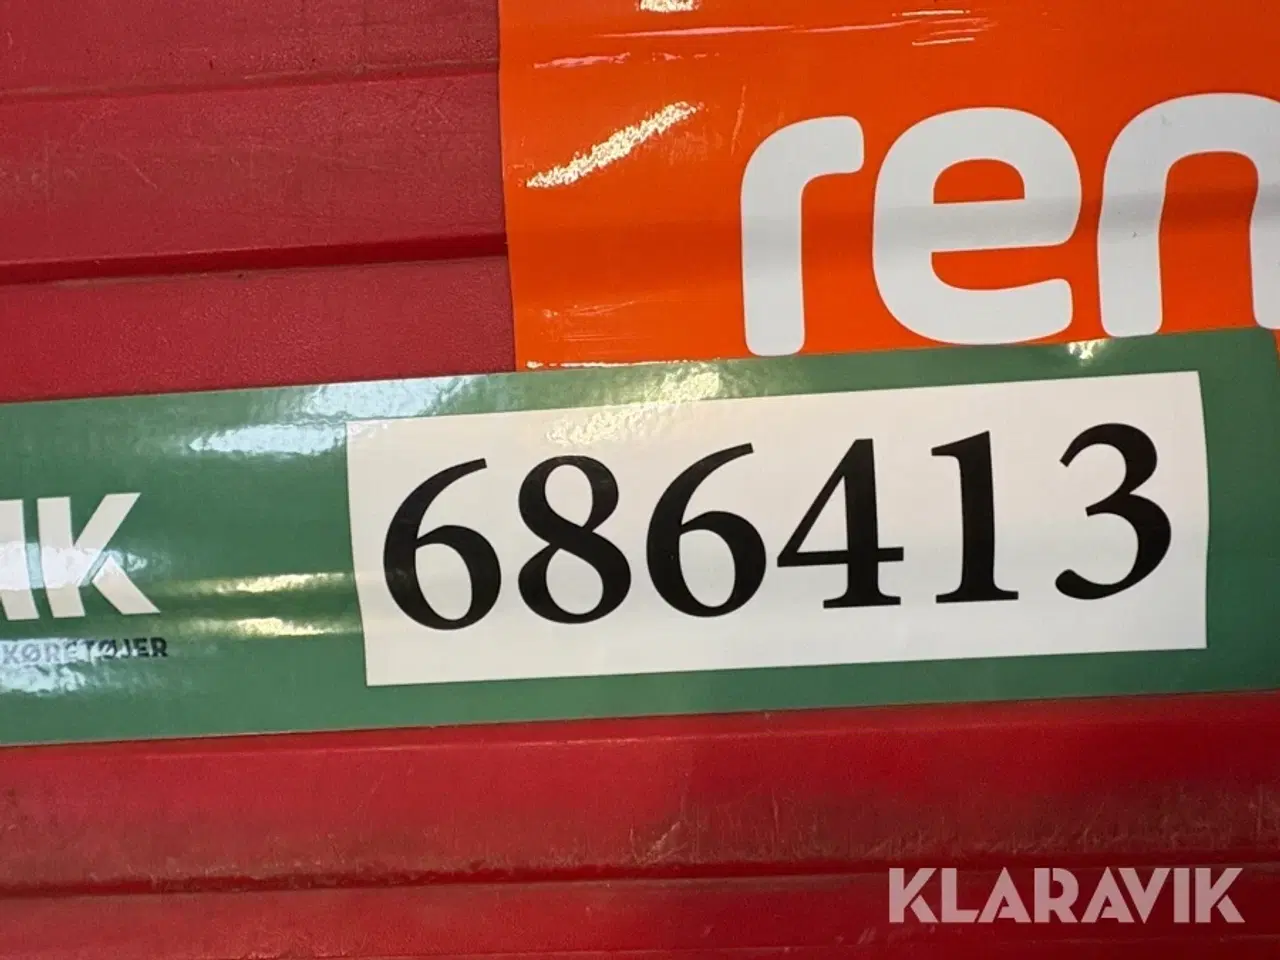 ren
686413
IK
KØRETØJER
KLARAVIK